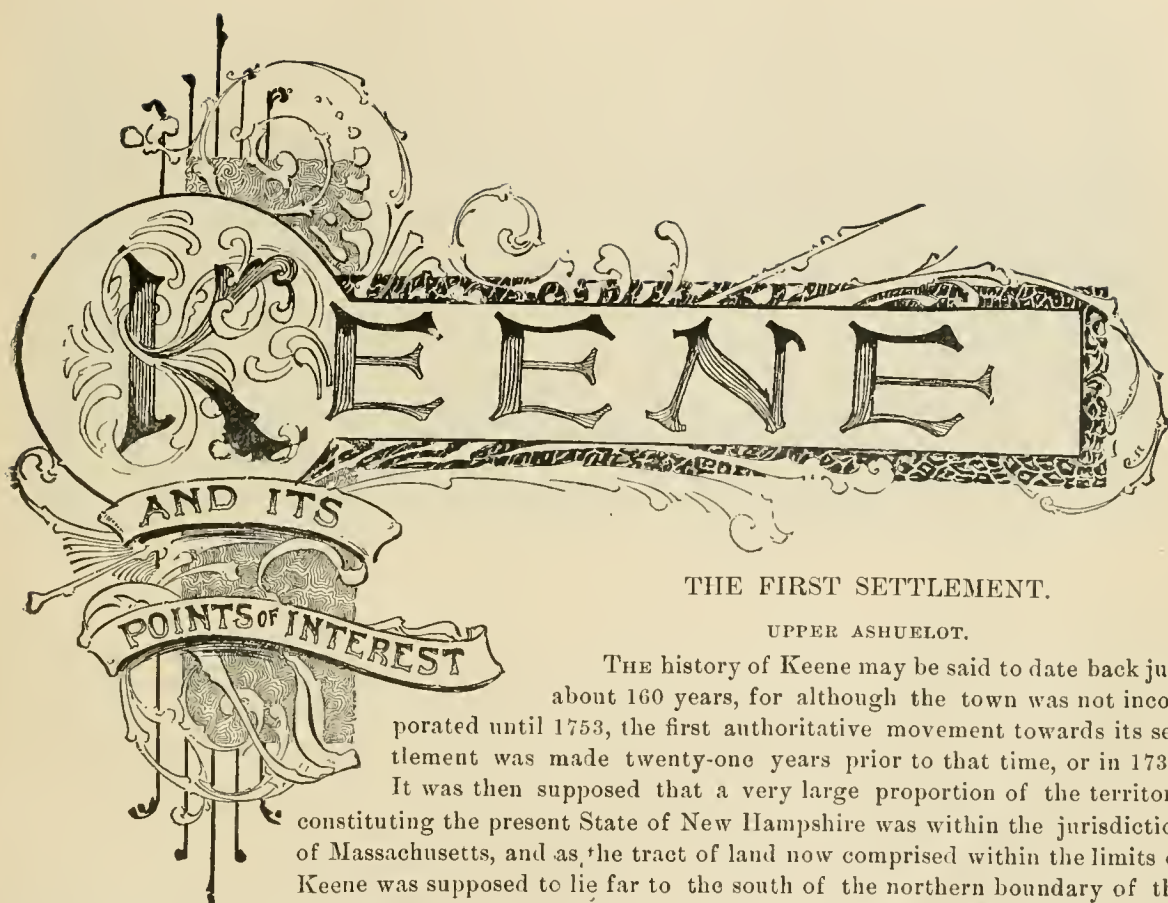 KEENE
AND ITS
POINTS OF INTEREST
THE FIRST SETTLEMENT.
UPPER ASHUELOT.
THE history of Keene may be said to date back
about 160 years, for although the town was not
porated until 1753, the first authoritative movement towards its
tlement was made twenty-one years prior to that time, or in 173
It was then supposed that a very large proportion of the
constituting the present State of New Hampshire was within the
of Massachusetts, and as the tract of land now comprised within the limits
Keene was supposed to lie far to the south of the northern boundary of